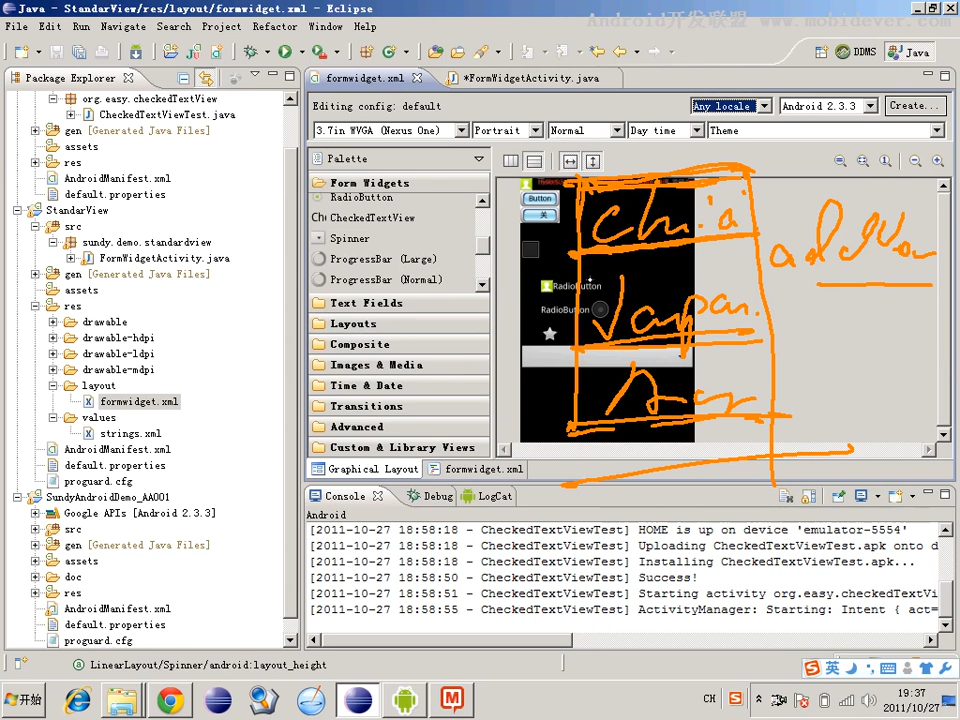 Java - StandarView/res/layout/formwidget.xml - Eclipse
Android开发联盟 www.mobidever.com
File Edit Run Navigate Search Project Refactor Window Help
DDMS Java
Package Explorer
org.easy.checkedTextView
CheckedTextViewTest.java
gen [Generated Java Files]
assets
res
AndroidManifest.xml
default.properties
StandarView
src
sundy.demo.standardview
FormWidgetActivity.java
gen [Generated Java Files]
assets
res
drawable
drawable-hdpi
drawable-ldpi
drawable-mdpi
layout
formwidget.xml
values
strings.xml
AndroidManifest.xml
default.properties
proguard.cfg
SundyAndroidDemo_AA001
Google APIs [Android 2.3.3]
src
gen [Generated Java Files]
assets
doc
res
AndroidManifest.xml
default.properties
proguard.cfg
formwidget.xml *FormWidgetActivity.java
Editing config: default Any locale Android 2.3.3 Create...
3.7in WVGA (Nexus One) Portrait Normal Day time Theme
Palette
Form Widgets
RadioButton
CheckedTextView
Spinner
ProgressBar (Large)
ProgressBar (Normal)
Text Fields
Layouts
Composite
Images & Media
Time & Date
Transitions
Advanced
Custom & Library Views
Button
关
RadioButton
RadioButton
Japan.
Graphical Layout formwidget.xml
Console Debug LogCat
Android
[2011-10-27 18:58:18 - CheckedTextViewTest] HOME is up on device 'emulator-5554'
[2011-10-27 18:58:18 - CheckedTextViewTest] Uploading CheckedTextViewTest.apk onto d
[2011-10-27 18:58:18 - CheckedTextViewTest] Installing CheckedTextViewTest.apk...
[2011-10-27 18:58:50 - CheckedTextViewTest] Success!
[2011-10-27 18:58:51 - CheckedTextViewTest] Starting activity org.easy.checkedTextVi
[2011-10-27 18:58:55 - CheckedTextViewTest] ActivityManager: Starting: Intent { act=
LinearLayout/Spinner/android:layout_height
英
开始
CH
19:37
2011/10/27